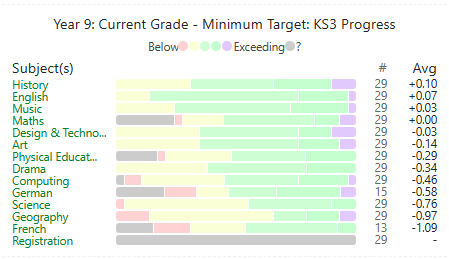 Year 9: Current Grade - Minimum Target: KS3 Progress
Below Exceeding ?
Subject(s) # Avg
History 29 +0.10
English 29 +0.07
Music 29 +0.03
Maths 29 +0.00
Design & Techno... 29 -0.03
Art 29 -0.14
Physical Educat... 29 -0.29
Drama 29 -0.34
Computing 29 -0.46
German 15 -0.58
Science 29 -0.76
Geography 29 -0.97
French 13 -1.09
Registration 29 -